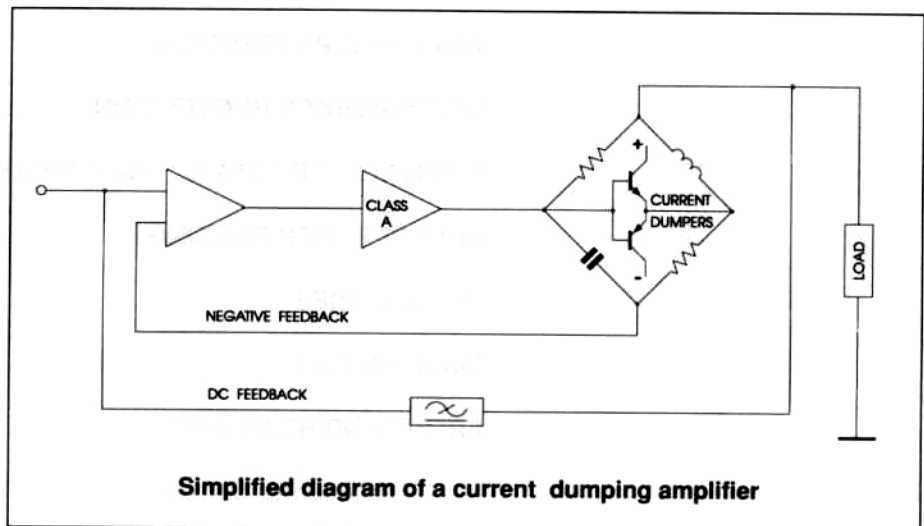 +
CLASS
A
CURRENT
DUMPERS
-
LOAD
NEGATIVE FEEDBACK
DC FEEDBACK
Simplified diagram of a current dumping amplifier